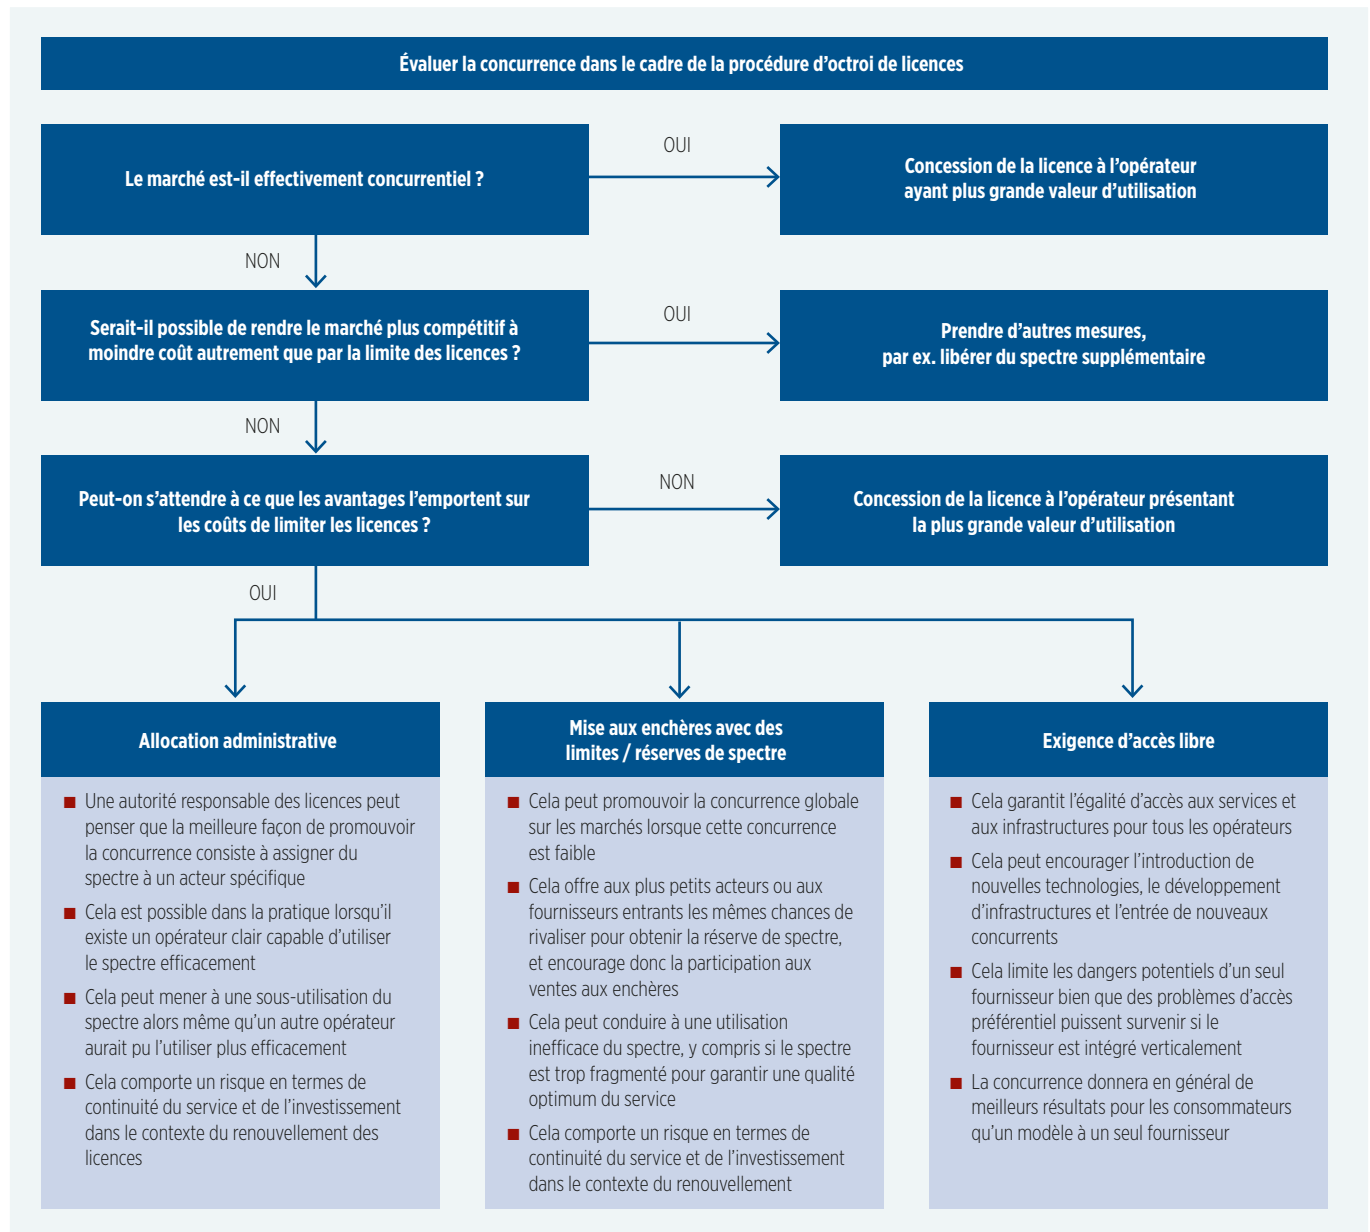 Évaluer la concurrence dans le cadre de la procédure d'octroi de licences
Le marché est-il effectivement concurrentiel ?
OUI
Concession de la licence à l'opérateur
ayant plus grande valeur d'utilisation
NON
Serait-il possible de rendre le marché plus compétitif à
moindre coût autrement que par la limite des licences ?
OUI
Prendre d'autres mesures,
par ex. libérer du spectre supplémentaire
NON
Peut-on s'attendre à ce que les avantages l'emportent sur
les coûts de limiter les licences ?
NON
Concession de la licence à l'opérateur présentant
la plus grande valeur d'utilisation
OUI
Allocation administrative
■ Une autorité responsable des licences peut
penser que la meilleure façon de promouvoir
la concurrence consiste à assigner du
spectre à un acteur spécifique
■ Cela est possible dans la pratique lorsqu'il
existe un opérateur clair capable d'utiliser
le spectre efficacement
■ Cela peut mener à une sous-utilisation du
spectre alors même qu'un autre opérateur
aurait pu l'utiliser plus efficacement
■ Cela comporte un risque en termes de
continuité du service et de l'investissement
dans le contexte du renouvellement des
licences
Mise aux enchères avec des
limites / réserves de spectre
■ Cela peut promouvoir la concurrence globale
sur les marchés lorsque cette concurrence
est faible
■ Cela offre aux plus petits acteurs ou aux
fournisseurs entrants les mêmes chances de
rivaliser pour obtenir la réserve de spectre,
et encourage donc la participation aux
ventes aux enchères
■ Cela peut conduire à une utilisation
inefficace du spectre, y compris si le spectre
est trop fragmenté pour garantir une qualité
optimum du service
■ Cela comporte un risque en termes de
continuité du service et de l'investissement
dans le contexte du renouvellement
Exigence d'accès libre
■ Cela garantit l'égalité d'accès aux services et
aux infrastructures pour tous les opérateurs
■ Cela peut encourager l'introduction de
nouvelles technologies, le développement
d'infrastructures et l'entrée de nouveaux
concurrents
■ Cela limite les dangers potentiels d'un seul
fournisseur bien que des problèmes d'accès
préférentiel puissent survenir si le
fournisseur est intégré verticalement
■ La concurrence donnera en général de
meilleurs résultats pour les consommateurs
qu'un modèle à un seul fournisseur